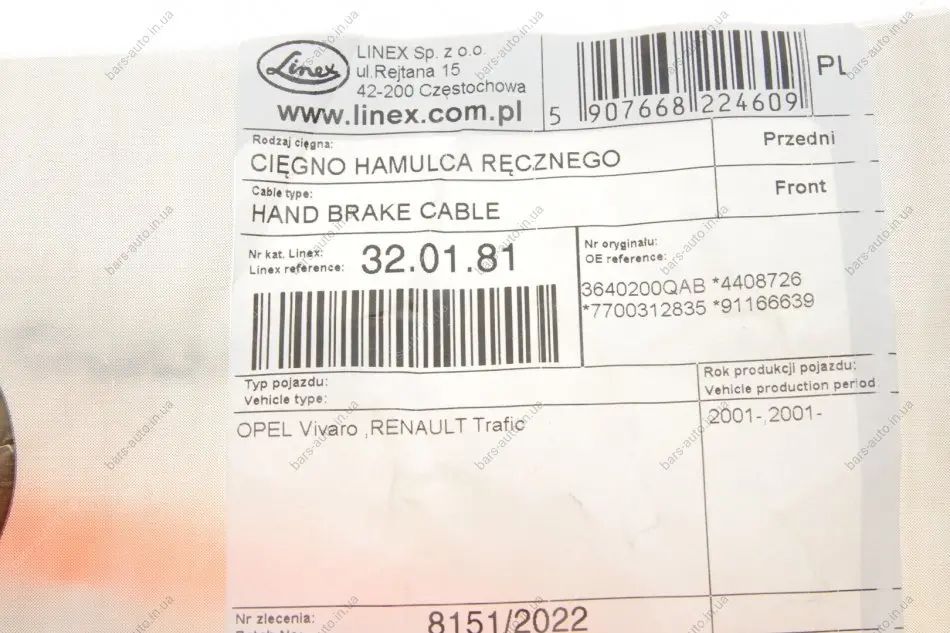 Linex
LINEX Sp. z o.o.
ul.Rejtana 15
42-200 Częstochowa
www.linex.com.pl
5 907668 224609
PL
Rodzaj cięgna:
CIĘGNO HAMULCA RĘCZNEGO
Przedni
Cable type:
HAND BRAKE CABLE
Front
Nr kat. Linex:
Linex reference:
32.01.81
Nr oryginału:
OE reference:
3640200QAB *4408726
*7700312835 *91166639
Typ pojazdu:
Vehicle type:
Rok produkcji pojazdu:
Vehicle production period
OPEL Vivaro ,RENAULT Trafic
2001-,2001-
Nr zlecenia:
8151/2022
bars-auto.in.ua